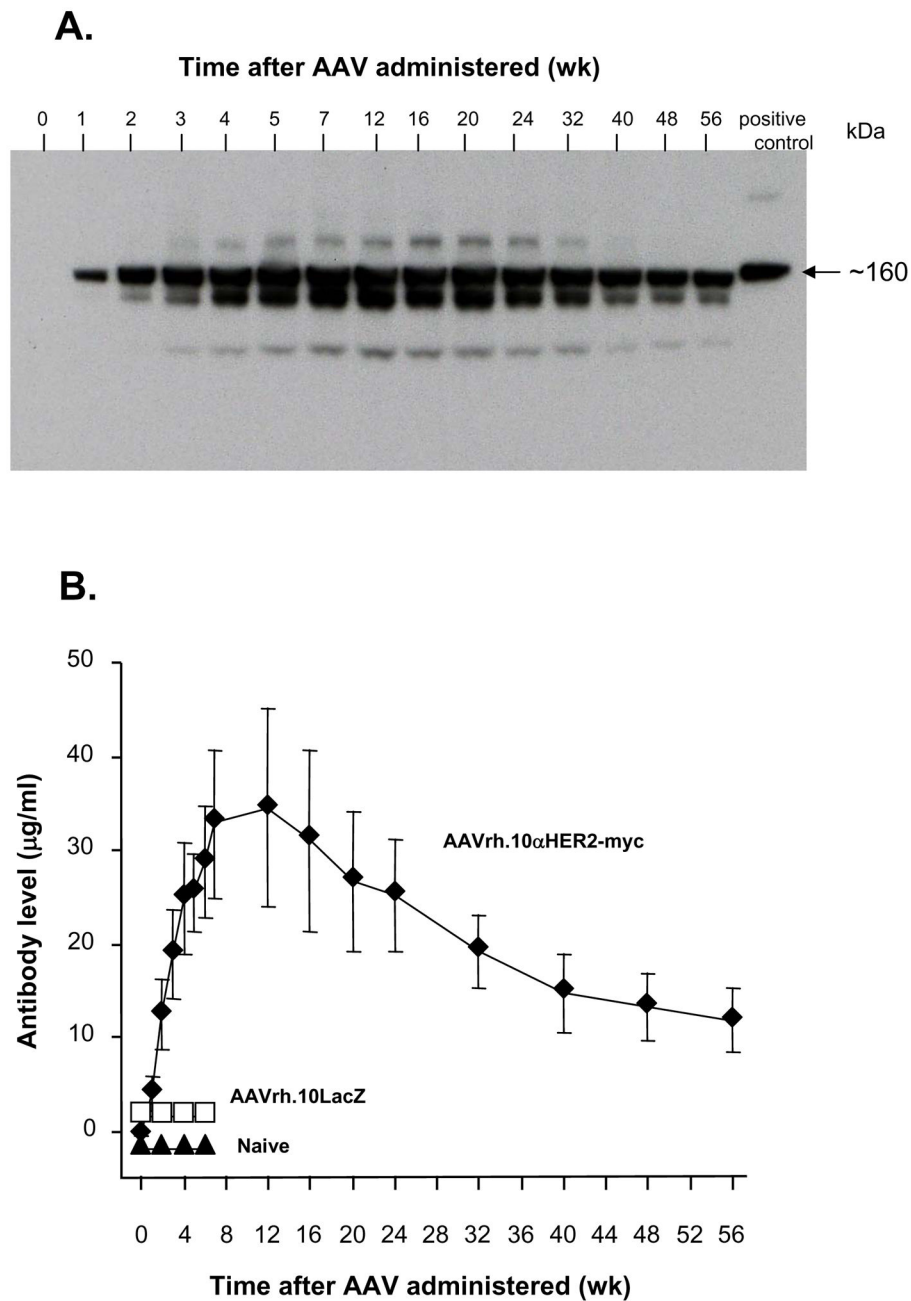 A.
Time after AAV administered (wk)
0 1 2 3 4 5 7 12 16 20 24 32 40 48 56 positive control
kDa
~160
B.
50
40
30
20
10
0
Antibody level (µg/ml)
AAVrh.10αHER2-myc
AAVrh.10LacZ
Naive
0 4 8 12 16 20 24 28 32 36 40 44 48 52 56
Time after AAV administered (wk)